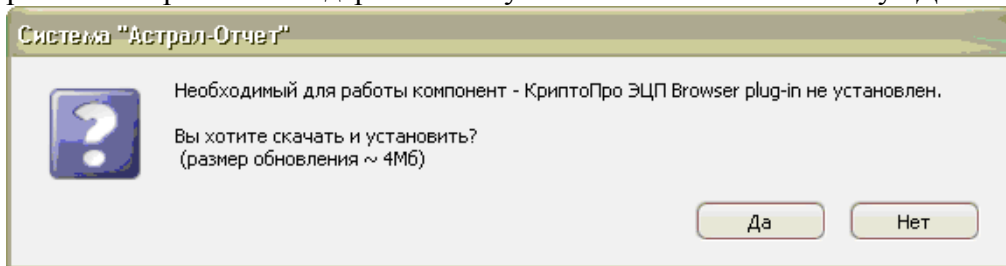 Система "Астрал-Отчет"
Необходимый для работы компонент - КриптоПро ЭЦП Browser plug-in не установлен.
Вы хотите скачать и установить?
(размер обновления ~ 4Мб)
Да Нет